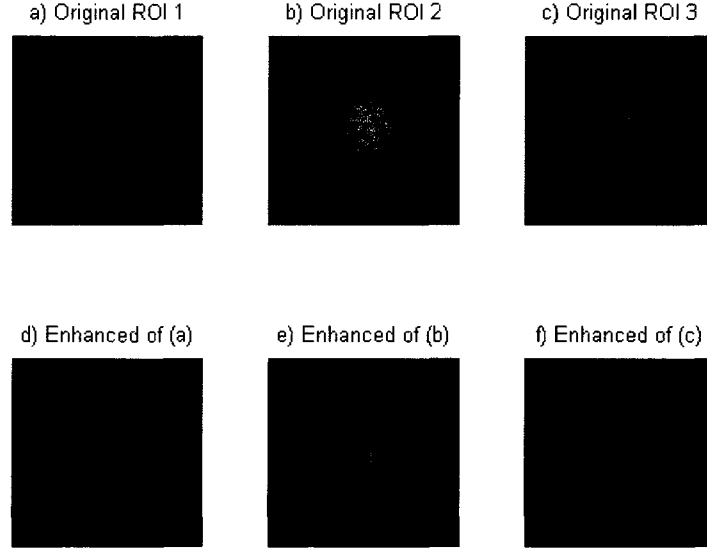 a) Original ROI 1
b) Original ROI 2
c) Original ROI 3
d) Enhanced of (a)
e) Enhanced of (b)
f) Enhanced of (c)